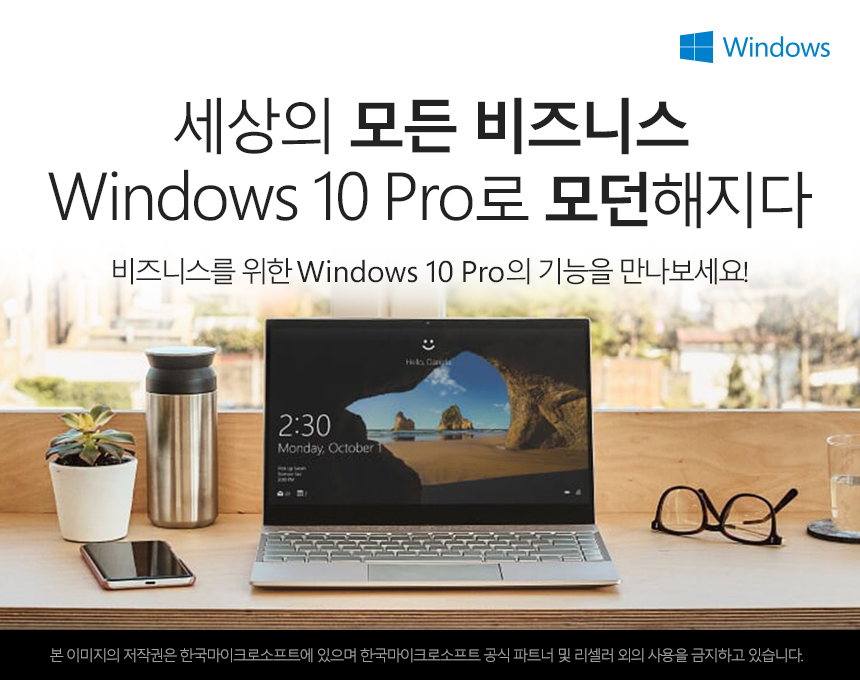 Windows
세상의 모든 비즈니스
Windows 10 Pro로 모던해지다
비즈니스를 위한 Windows 10 Pro의 기능을 만나보세요!
Hello, Daniela
2:30
Monday, October 1
본 이미지의 저작권은 한국마이크로소프트에 있으며 한국마이크로소프트 공식 파트너 및 리셀러 외의 사용을 금지하고 있습니다.